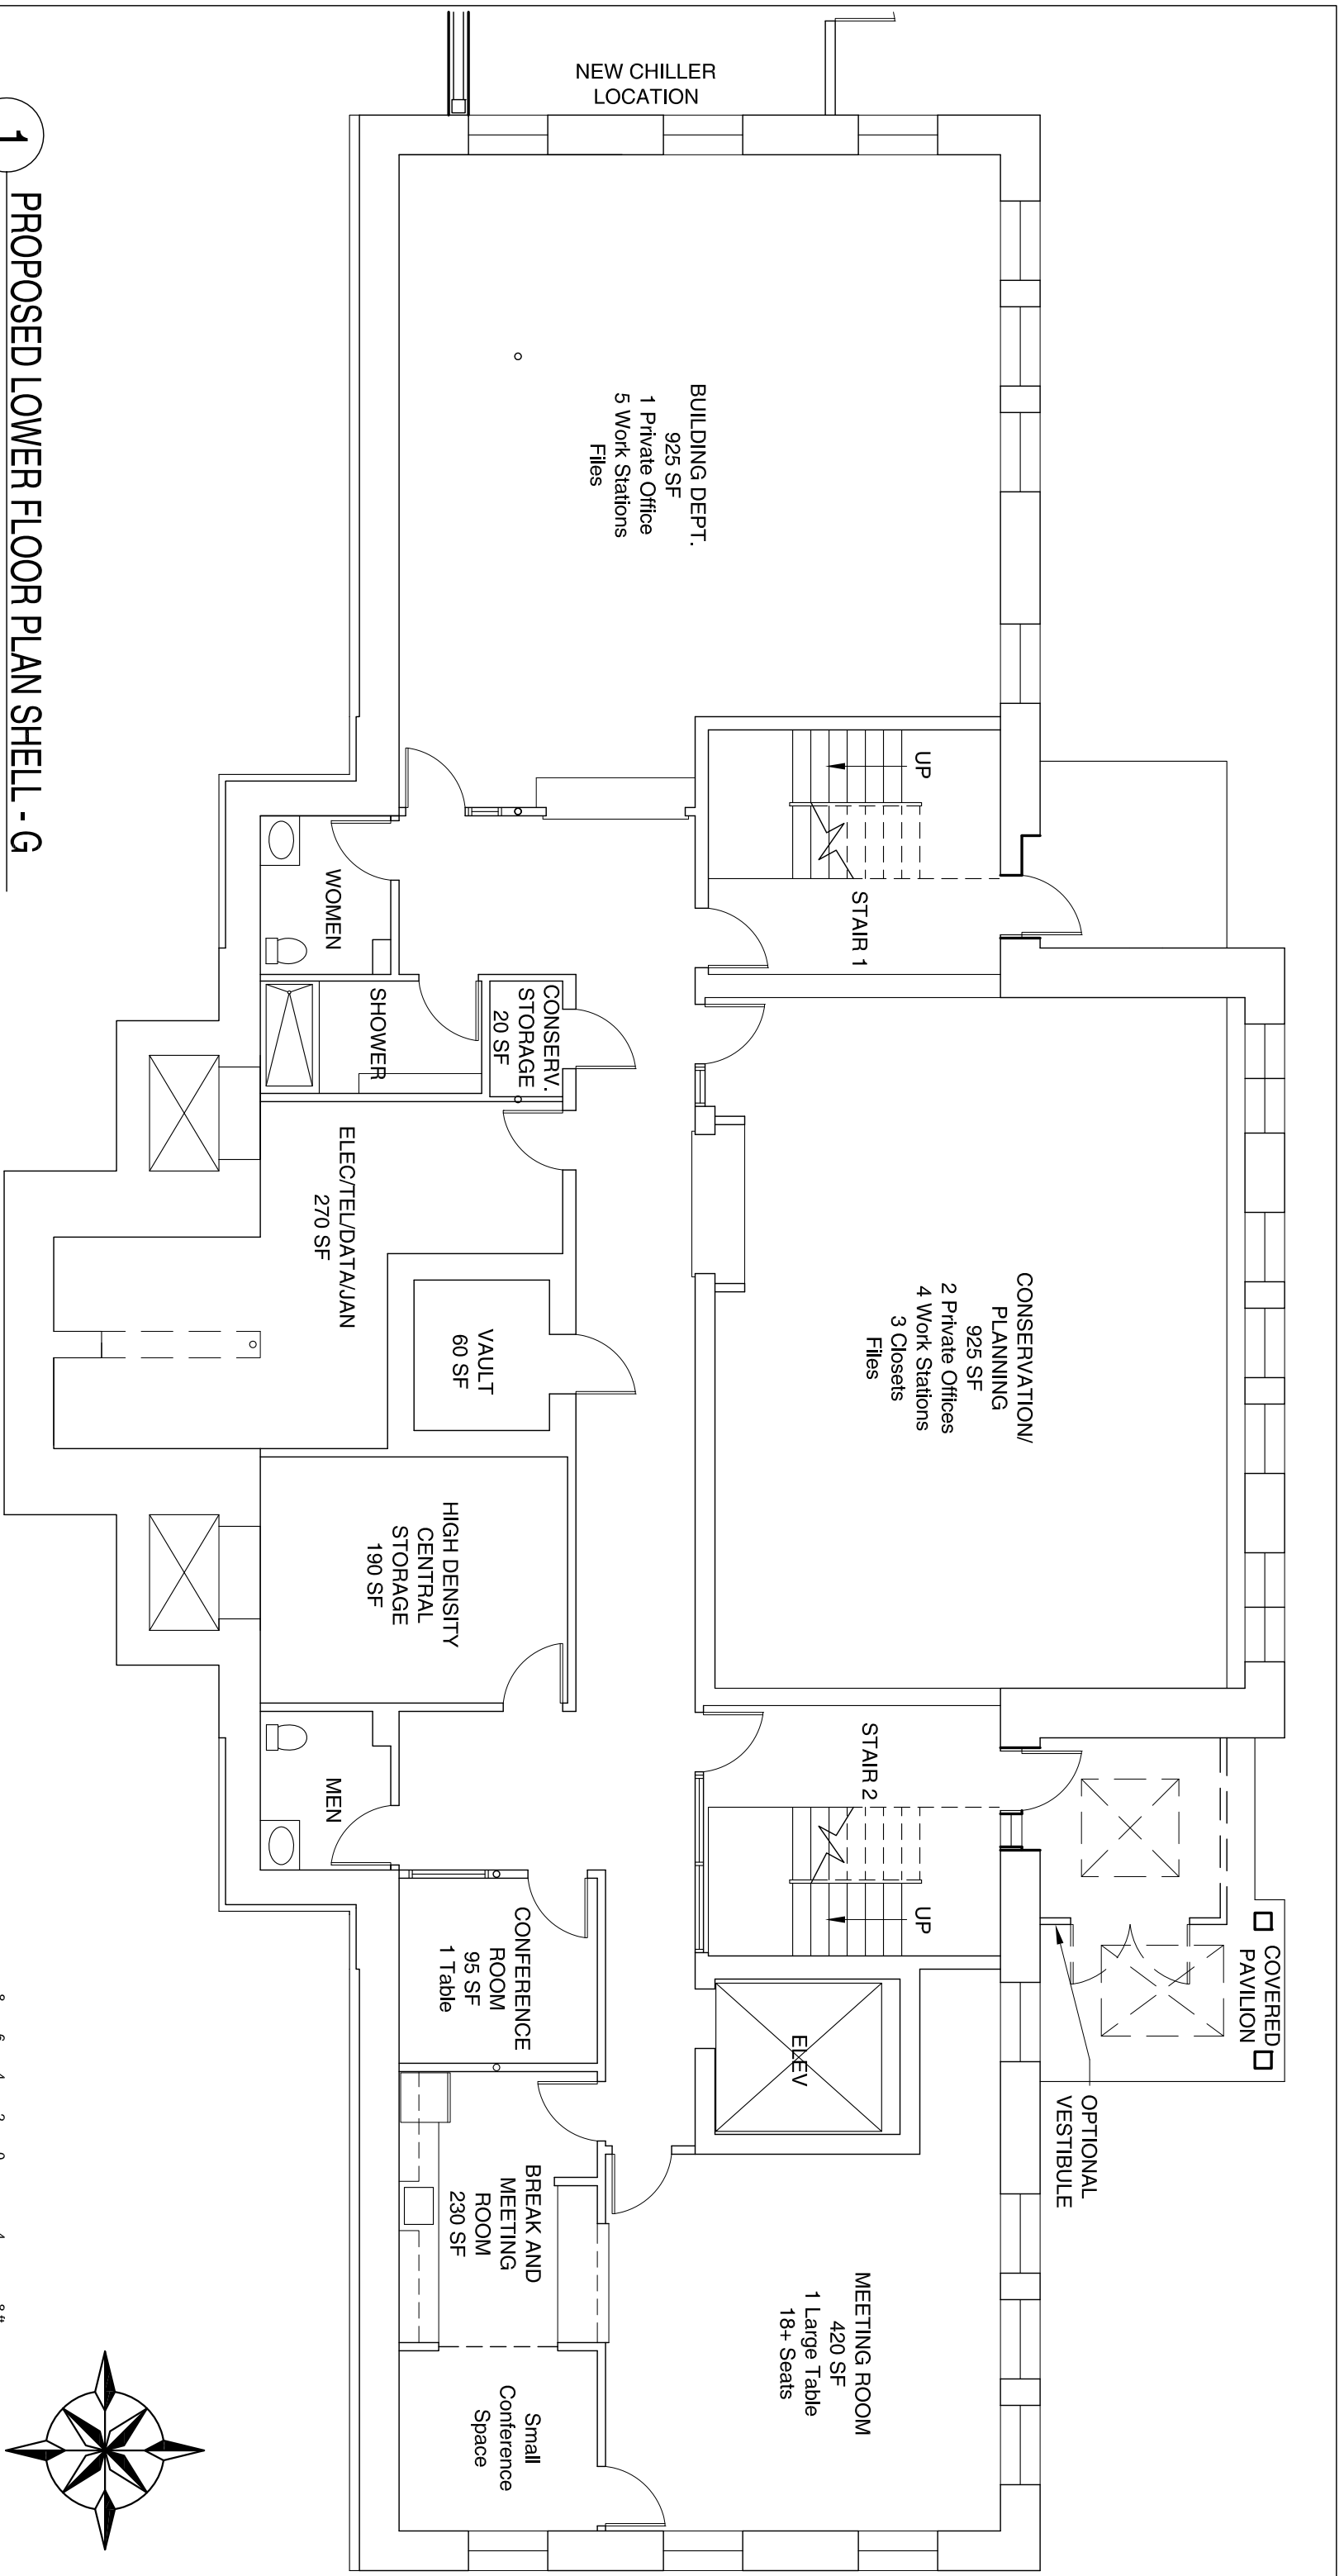 NEW CHILLER
LOCATION
BUILDING DEPT.
925 SF
1 Private Office
5 Work Stations
Files
UP
STAIR 1
WOMEN
SHOWER
CONSERV.
STORAGE
20 SF
ELEC/TEL/DATA/JAN
270 SF
VAULT
60 SF
CONSERVATION/
PLANNING
925 SF
2 Private Offices
4 Work Stations
3 Closets
Files
HIGH DENSITY
CENTRAL
STORAGE
190 SF
MEN
STAIR 2
UP
ELEV
COVERED
PAVILION
OPTIONAL
VESTIBULE
CONFERENCE
ROOM
95 SF
1 Table
BREAK AND
MEETING
ROOM
230 SF
Small
Conference
Space
MEETING ROOM
420 SF
1 Large Table
18+ Seats
1
PROPOSED LOWER FLOOR PLAN SHELL - G